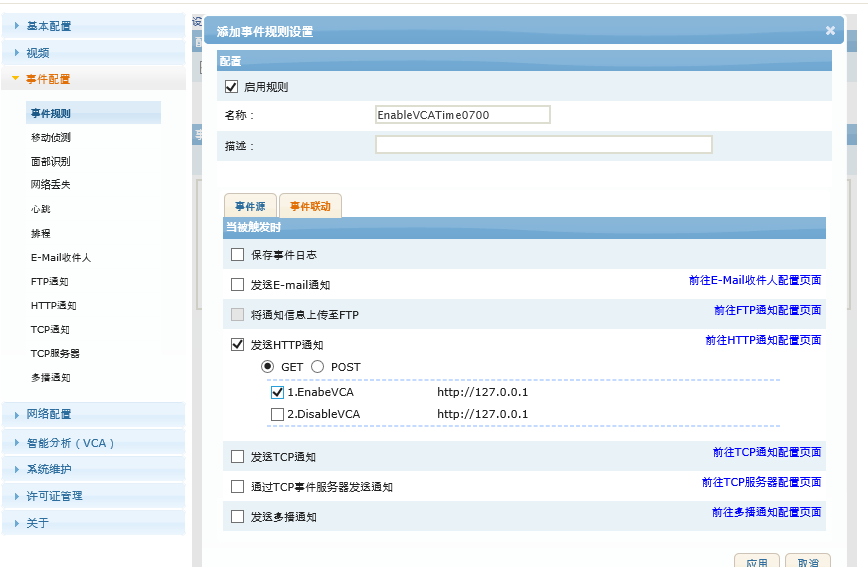 基本配置
视频
事件配置
事件规则
移动侦测
面部识别
网络丢失
心跳
排程
E-Mail收件人
FTP通知
HTTP通知
TCP通知
TCP服务器
多播通知
网络配置
智能分析（VCA）
系统维护
许可证管理
关于
添加事件规则设置
配置
启用规则
名称：
EnableVCATime0700
描述：
事件源
事件联动
当被触发时
保存事件日志
发送E-mail通知
前往E-Mail收件人配置页面
将通知信息上传至FTP
前往FTP通知配置页面
发送HTTP通知
前往HTTP通知配置页面
GET POST
1.EnabeVCA http://127.0.0.1
2.DisableVCA http://127.0.0.1
发送TCP通知
前往TCP通知配置页面
通过TCP事件服务器发送通知
前往TCP服务器配置页面
发送多播通知
前往多播通知配置页面
应用
取消